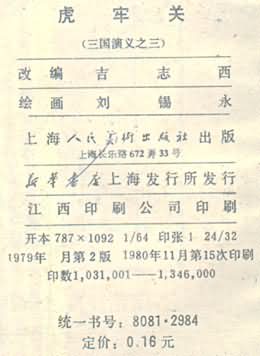 虎牢关
(三国演义之三)
改编 吉志西
绘画 刘锡永
上海人民美术出版社出版
上海长乐路672弄33号
新华书店上海发行所发行
江西印刷公司印刷
开本787×1092 1/64 印张1 24/32
1979年 月第2版 1980年11月第15次印刷
印数1,031,001——1,346,000
统一书号：8081·2984
定价：0.16元